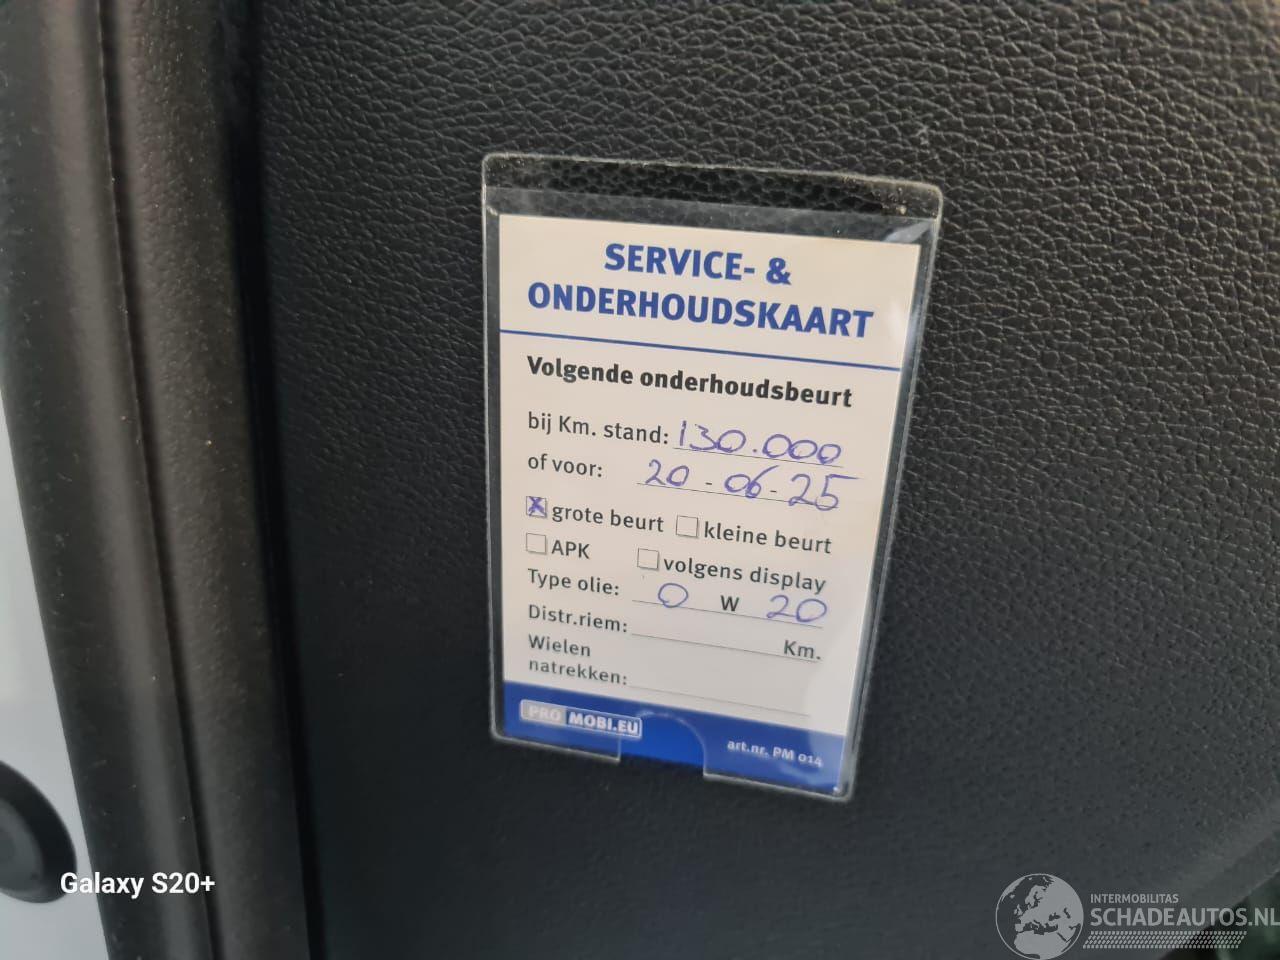 SERVICE- &
ONDERHOUDSKAART
Volgende onderhoudsbeurt
bij Km. stand: 130.000
of voor: 20-06-25
grote beurt kleine beurt
APK volgens display
Type olie: 0 W 20
Distr.riem: Km.
Wielen
natrekken:
PRO MOBI.EU
art.nr. PM 014
Galaxy S20+
INTERMOBILITAS
SCHADEAUTOS.NL